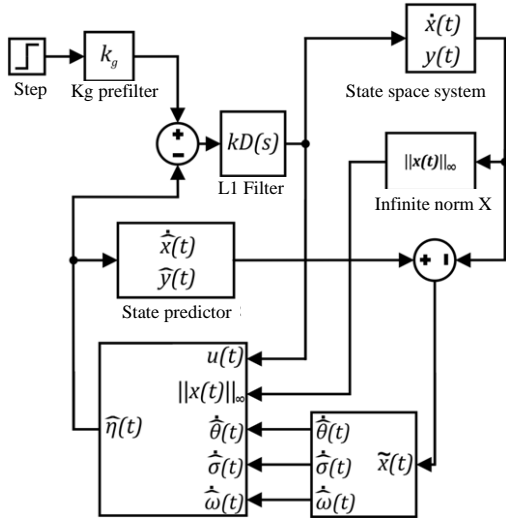 k_g
Step
Kg prefilter
+
−
kD(s)
L1 Filter
ẋ(t)
y(t)
State space system
||x(t)||∞
Infinite norm X
+ −
x̂̇(t)
ŷ(t)
State predictor
u(t)
||x(t)||∞
η̂(t)
θ̂̇(t)
σ̂̇(t)
ω̂̇(t)
θ̂̇(t)
σ̂̇(t)
ω̂̇(t)
x̃(t)